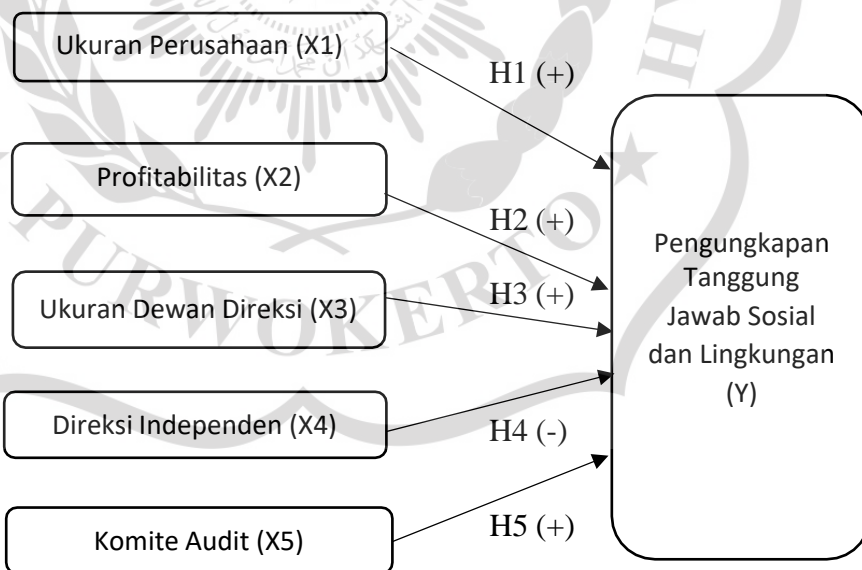 Ukuran Perusahaan (X1)
H1 (+)
Profitabilitas (X2)
H2 (+)
Ukuran Dewan Direksi (X3)
H3 (+)
Direksi Independen (X4)
H4 (-)
Komite Audit (X5)
H5 (+)
Pengungkapan
Tanggung
Jawab Sosial
dan Lingkungan
(Y)
PURWOKERTO